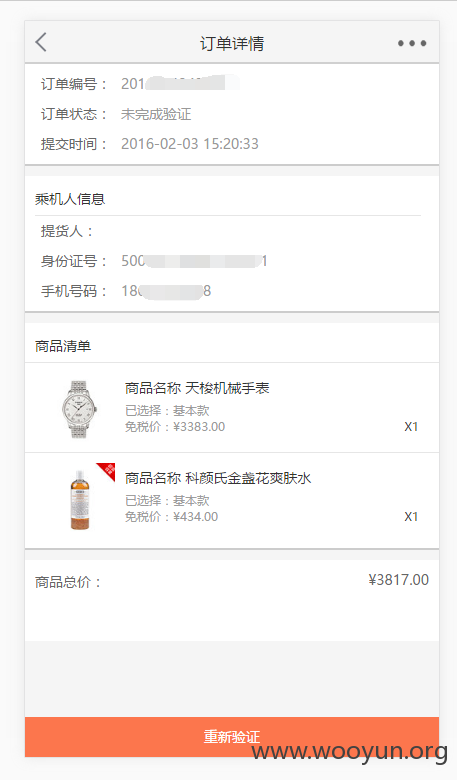 订单详情
订单编号： 201
订单状态： 未完成验证
提交时间： 2016-02-03 15:20:33
乘机人信息
提货人：
身份证号： 500 1
手机号码： 18 8
商品清单
商品名称 天梭机械手表
已选择：基本款
免税价：¥3383.00
X1
商品名称 科颜氏金盏花爽肤水
已选择：基本款
免税价：¥434.00
X1
商品总价： ¥3817.00
重新验证
www.wooyun.org